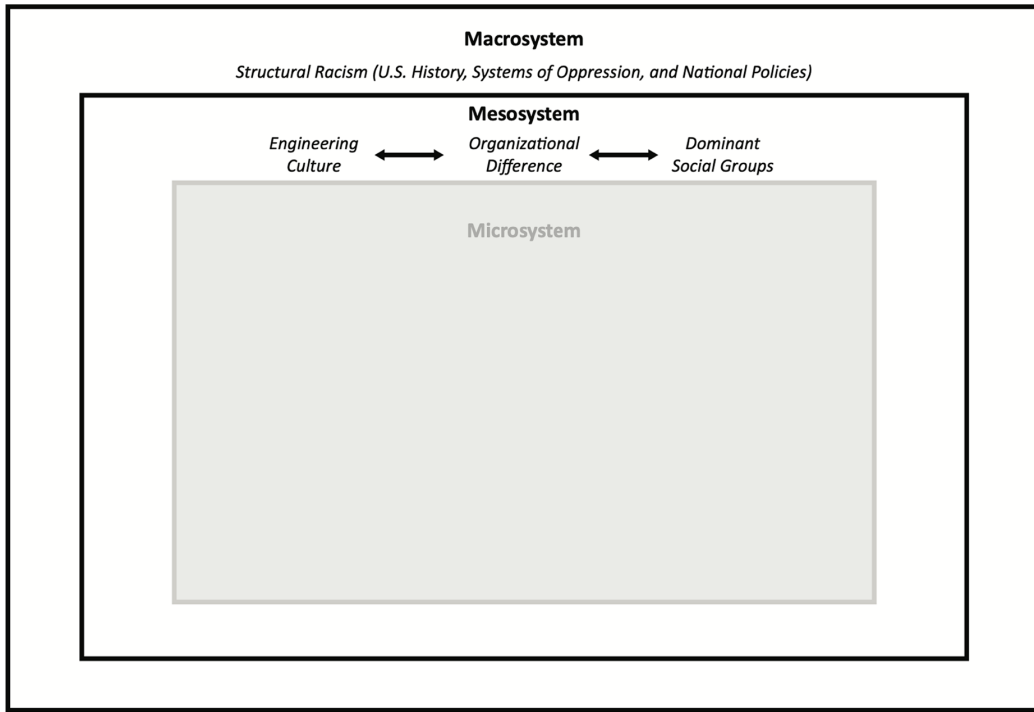 Macrosystem
Structural Racism (U.S. History, Systems of Oppression, and National Policies)
Mesosystem
Engineering Culture
Organizational Difference
Dominant Social Groups
Microsystem